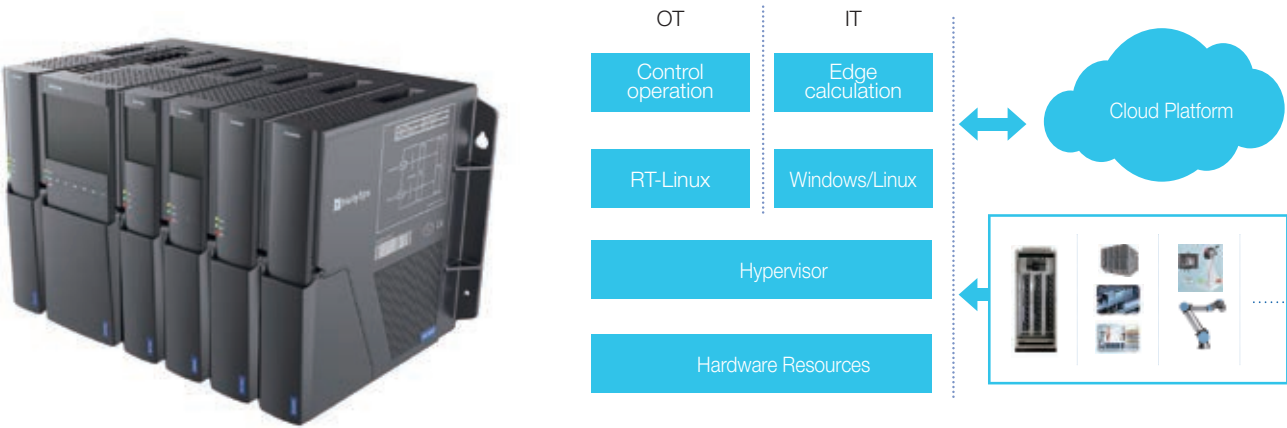 OT
IT
Control
operation
Edge
calculation
Cloud Platform
RT-Linux
Windows/Linux
Hypervisor
Hardware Resources